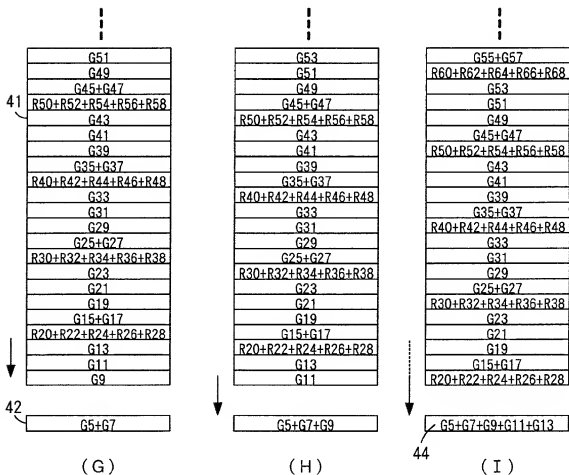 G51
G49
G45+G47
R50+R52+R54+R56+R58
41
G43
G41
G39
G35+G37
R40+R42+R44+R46+R48
G33
G31
G29
G25+G27
R30+R32+R34+R36+R38
G23
G21
G19
G15+G17
R20+R22+R24+R26+R28
G13
G11
G9
42
G5+G7
(G)
G53
G51
G49
G45+G47
R50+R52+R54+R56+R58
G43
G41
G39
G35+G37
R40+R42+R44+R46+R48
G33
G31
G29
G25+G27
R30+R32+R34+R36+R38
G23
G21
G19
G15+G17
R20+R22+R24+R26+R28
G13
G11
G5+G7+G9
(H)
G55+G57
R60+R62+R64+R66+R68
G53
G51
G49
G45+G47
R50+R52+R54+R56+R58
G43
G41
G39
G35+G37
R40+R42+R44+R46+R48
G33
G31
G29
G25+G27
R30+R32+R34+R36+R38
G23
G21
G19
G15+G17
R20+R22+R24+R26+R28
G5+G7+G9+G11+G13
44
(I)